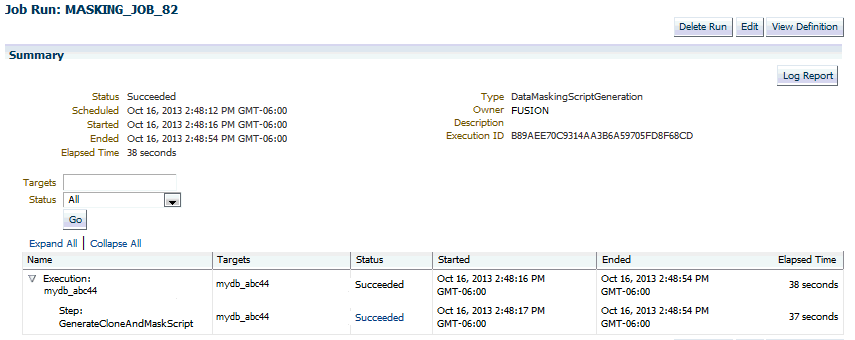 Job Run: MASKING_JOB_82
Delete Run Edit View Definition
Summary
Log Report
Status Succeeded
Scheduled Oct 16, 2013 2:48:12 PM GMT-06:00
Started Oct 16, 2013 2:48:16 PM GMT-06:00
Ended Oct 16, 2013 2:48:54 PM GMT-06:00
Elapsed Time 38 seconds
Type DataMaskingScriptGeneration
Owner FUSION
Description
Execution ID B89AEE70C9314AA3B6A59705FD8F68CD
Targets
Status All
Go
Expand All | Collapse All
Name Targets Status Started Ended Elapsed Time
Execution:
mydb_abc44
mydb_abc44
Succeeded
Oct 16, 2013 2:48:16 PM
GMT-06:00
Oct 16, 2013 2:48:54 PM
GMT-06:00
38 seconds
Step:
GenerateCloneAndMaskScript
mydb_abc44
Succeeded
Oct 16, 2013 2:48:17 PM
GMT-06:00
Oct 16, 2013 2:48:54 PM
GMT-06:00
37 seconds